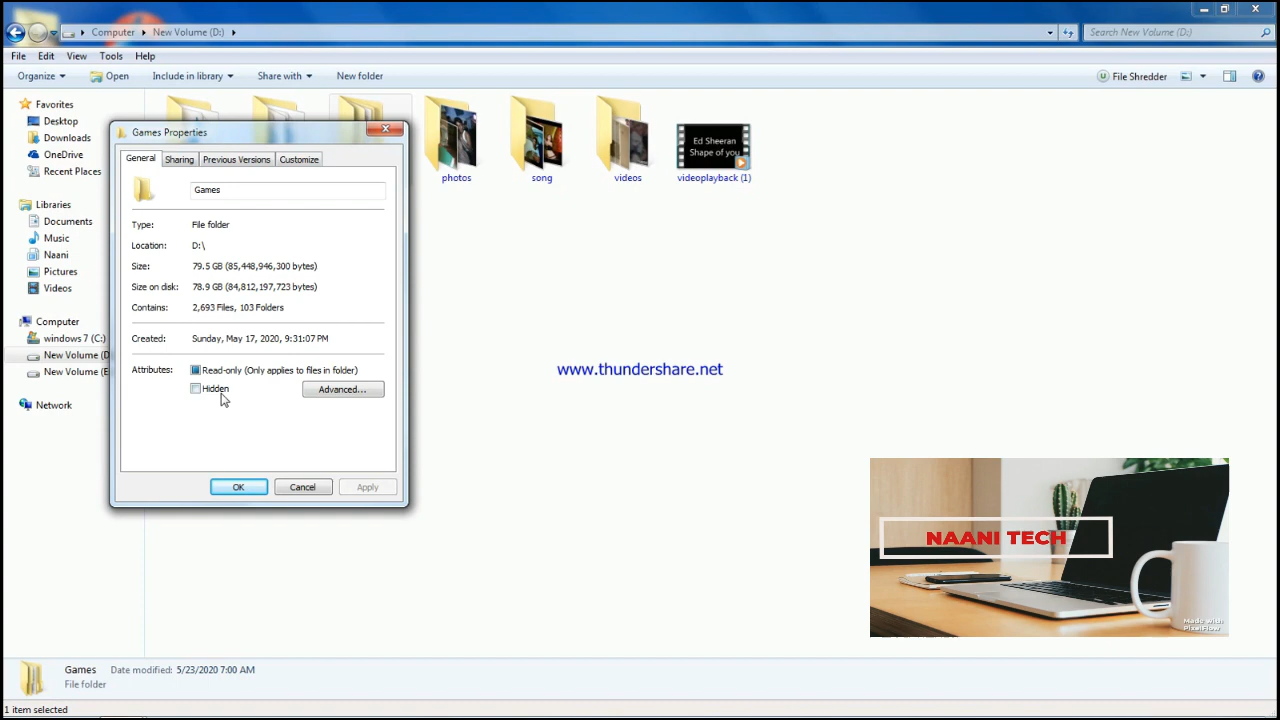 Computer
New Volume (D:)
Search New Volume (D:)
File Edit View Tools Help
Organize Open Include in library Share with New folder File Shredder
Favorites
Desktop
Downloads
OneDrive
Recent Places
Libraries
Documents
Music
Naani
Pictures
Videos
Computer
windows 7 (C:)
New Volume (D
New Volume (E
Network
Games Properties
General Sharing Previous Versions Customize
Games
Type: File folder
Location: D:\
Size: 79.5 GB (85,448,946,300 bytes)
Size on disk: 78.9 GB (84,812,197,723 bytes)
Contains: 2,693 Files, 103 Folders
Created: Sunday, May 17, 2020, 9:31:07 PM
Attributes: Read-only (Only applies to files in folder)
Hidden Advanced...
OK Cancel Apply
Ed Sheeran
Shape of you
photos song videos videoplayback (1)
www.thundershare.net
NAANI TECH
Made with
PixelFlow
Games Date modified: 5/23/2020 7:00 AM
File folder
1 item selected